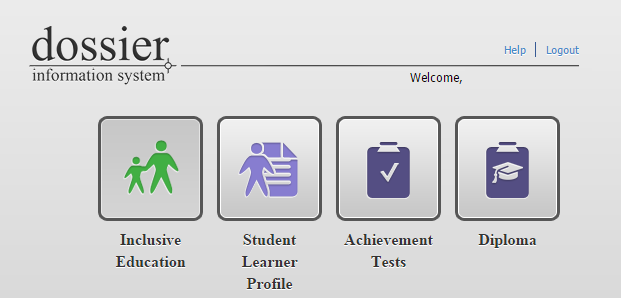 dossier
information system
Help | Logout
Welcome,
Inclusive
Education
Student
Learner
Profile
Achievement
Tests
Diploma